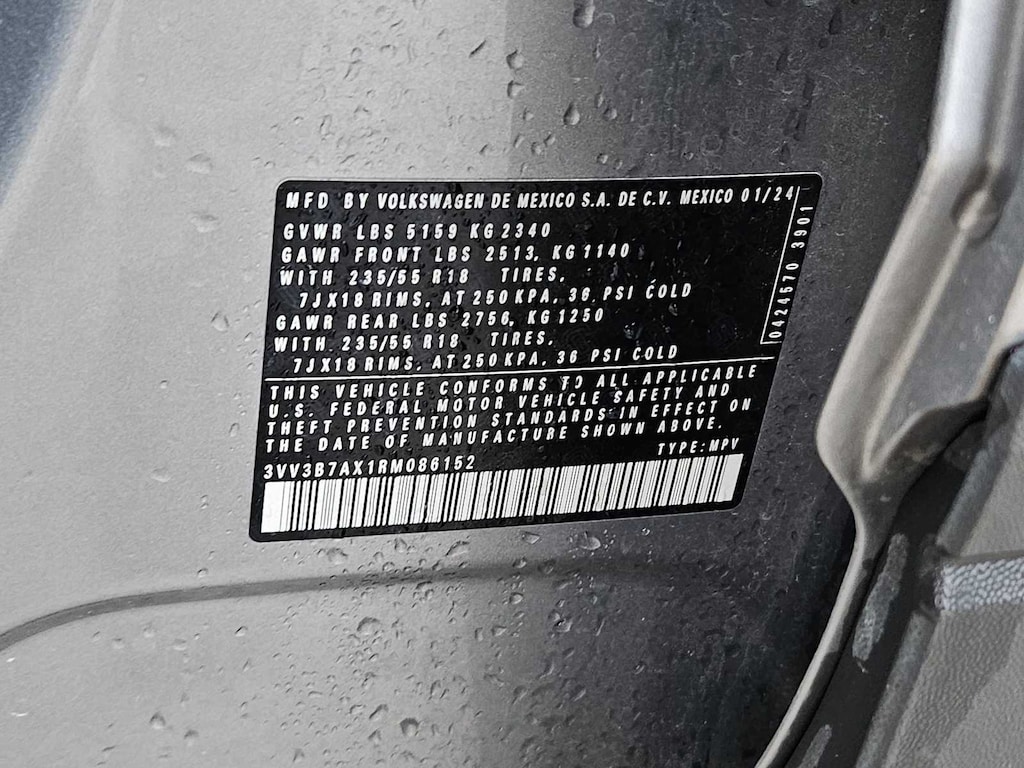 MFD BY VOLKSWAGEN DE MEXICO S.A. DE C.V. MEXICO 01/24
GVWR LBS 5159 KG 2340
GAWR FRONT LBS 2513, KG 1140
WITH 235/55 R18 TIRES,
7JX18 RIMS, AT 250 KPA, 36 PSI COLD
GAWR REAR LBS 2756, KG 1250
WITH 235/55 R18 TIRES,
7JX18 RIMS, AT 250 KPA, 36 PSI COLD
0424570 3901
THIS VEHICLE CONFORMS TO ALL APPLICABLE
U.S. FEDERAL MOTOR VEHICLE SAFETY AND
THEFT PREVENTION STANDARDS IN EFFECT ON
THE DATE OF MANUFACTURE SHOWN ABOVE.
TYPE: MPV
3VV3B7AX1RM086152